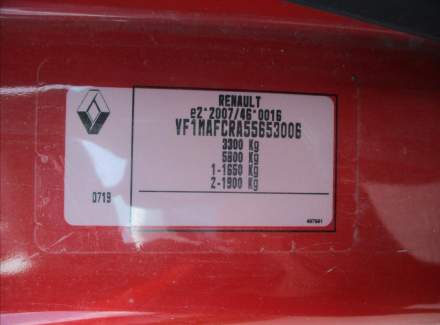 RENAULT
e2*2007/46*0016
VF1MAFCRA55653006
3300 Kg
5800 Kg
1-1650 Kg
2-1900 Kg
0719